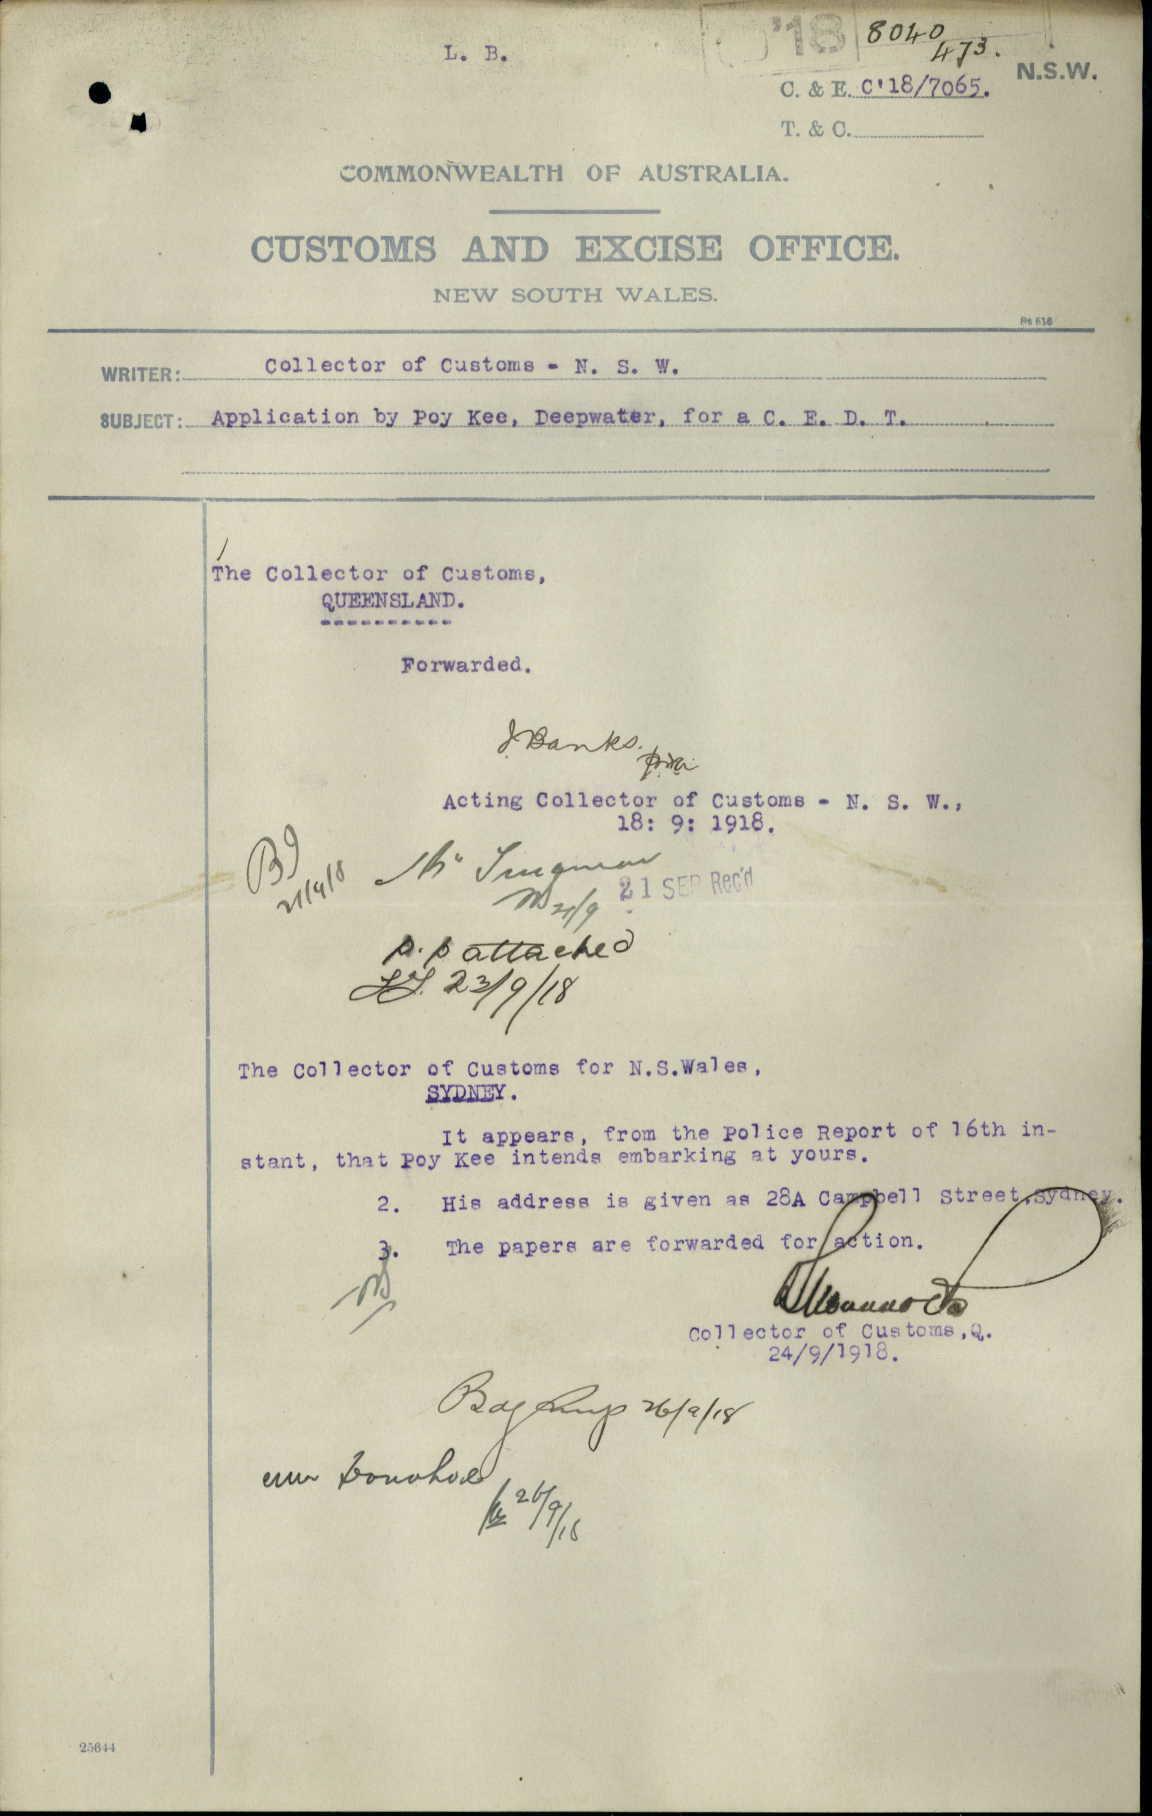 L. B.
'18
8040
473.
N.S.W.
C. & E. C'18/7065.
T. & C.
COMMONWEALTH OF AUSTRALIA.
CUSTOMS AND EXCISE OFFICE.
NEW SOUTH WALES.
WRITER: Collector of Customs - N. S. W.
SUBJECT: Application by Poy Kee, Deepwater, for a C. E. D. T.
The Collector of Customs,
QUEENSLAND.
----------
Forwarded.
J Banks.
Acting Collector of Customs - N. S. W.,
18: 9: 1918.
Mr
21/9
21 SEP Rec'd
p.p attached
23/9/18
The Collector of Customs for N.S.Wales,
SYDNEY.
It appears, from the Police Report of 16th in-
stant, that Poy Kee intends embarking at yours.
2. His address is given as 28A Campbell Street,Sydney.
3. The papers are forwarded for action.
Collector of Customs,Q.
24/9/1918.
26/9/18
Donohoe
26/9/18
25644